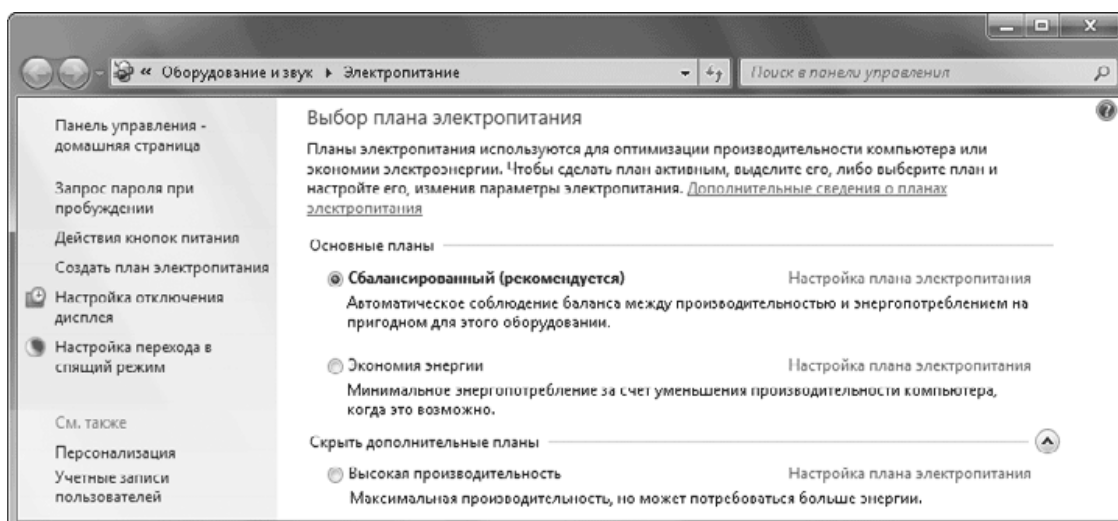 « Оборудование и звук ▸ Электропитание
Поиск в панели управления
Панель управления -
домашняя страница
Запрос пароля при
пробуждении
Действия кнопок питания
Создать план электропитания
Настройка отключения
дисплея
Настройка перехода в
спящий режим
См. также
Персонализация
Учетные записи
пользователей
Выбор плана электропитания
Планы электропитания используются для оптимизации производительности компьютера или
экономии электроэнергии. Чтобы сделать план активным, выделите его, либо выберите план и
настройте его, изменив параметры электропитания. Дополнительные сведения о планах
электропитания
Основные планы
Сбалансированный (рекомендуется) Настройка плана электропитания
Автоматическое соблюдение баланса между производительностью и энергопотреблением на
пригодном для этого оборудовании.
Экономия энергии Настройка плана электропитания
Минимальное энергопотребление за счет уменьшения производительности компьютера,
когда это возможно.
Скрыть дополнительные планы
Высокая производительность Настройка плана электропитания
Максимальная производительность, но может потребоваться больше энергии.